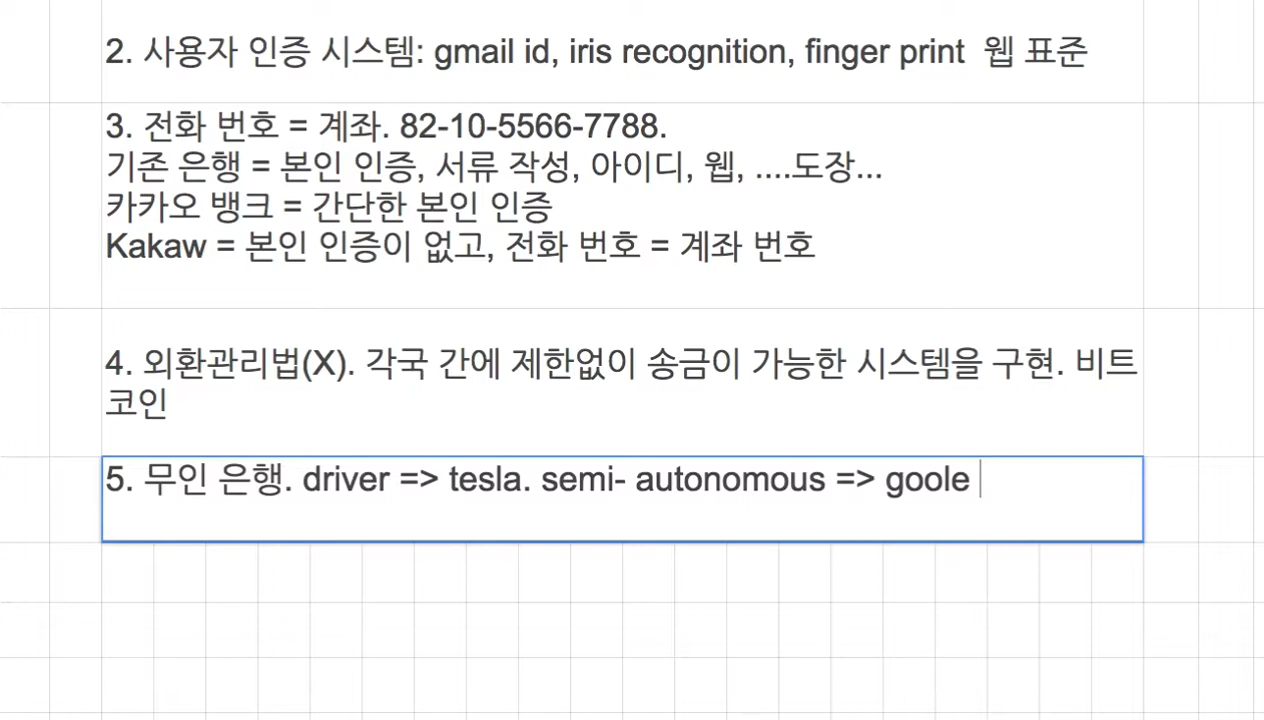 2. 사용자 인증 시스템: gmail id, iris recognition, finger print  웹 표준
3. 전화 번호 = 계좌. 82-10-5566-7788.
기존 은행 = 본인 인증, 서류 작성, 아이디, 웹, ....도장...
카카오 뱅크 = 간단한 본인 인증
Kakaw = 본인 인증이 없고, 전화 번호 = 계좌 번호
4. 외환관리법(X). 각국 간에 제한없이 송금이 가능한 시스템을 구현. 비트
코인
5. 무인 은행. driver => tesla. semi- autonomous => goole